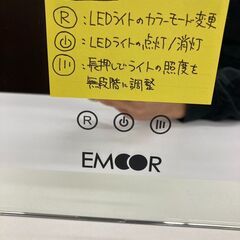 Ⓡ:LEDライトのカラーモード変更
⏻:LEDライトの点灯/消灯
:長押しでライトの照度を
無段階に調整
R
EMOOR